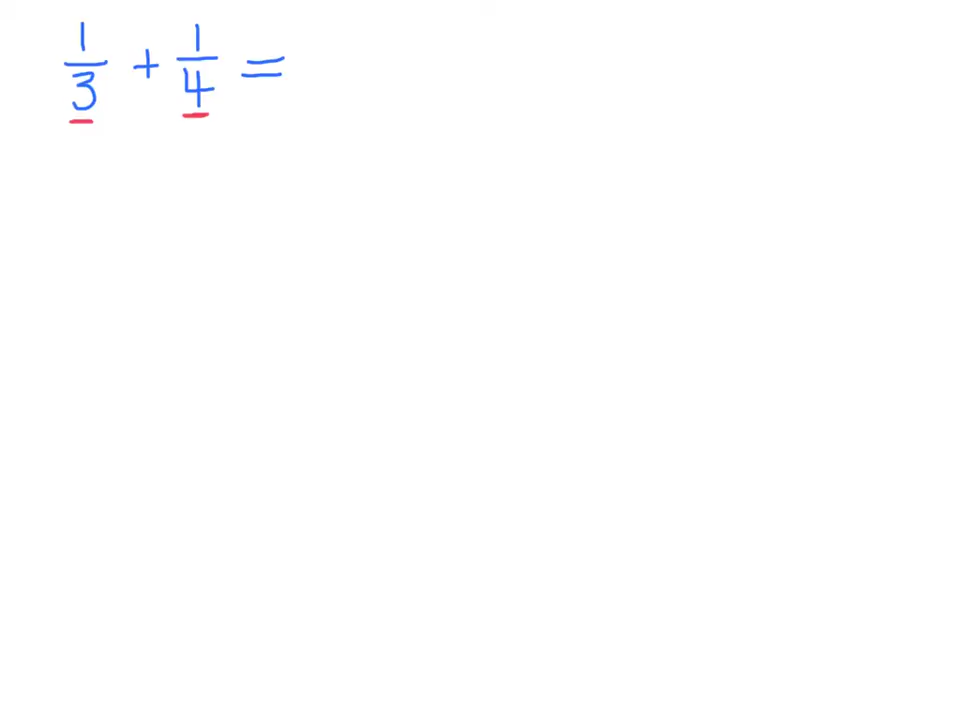 1/3 + 1/4 =